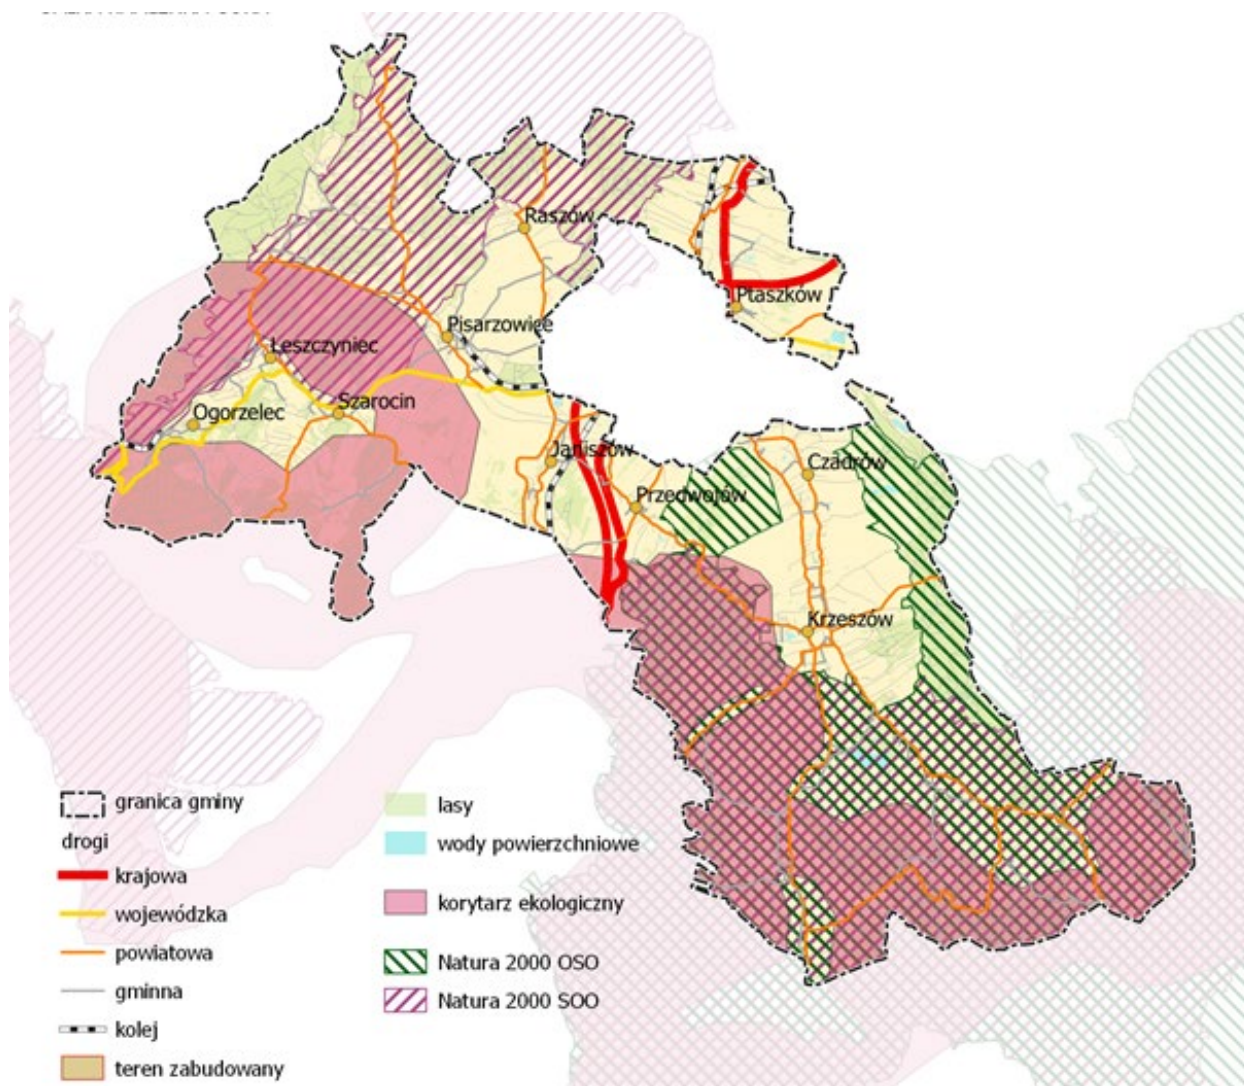 Raszów
Ptaszków
Pisarzowice
Leszczyniec
Szarocin
Ogorzelec
Janiszów
Czadrów
Przedwojów
Krzeszów
granica gminy
drogi
krajowa
wojewódzka
powiatowa
gminna
kolej
teren zabudowany
lasy
wody powierzchniowe
korytarz ekologiczny
Natura 2000 OSO
Natura 2000 SOO